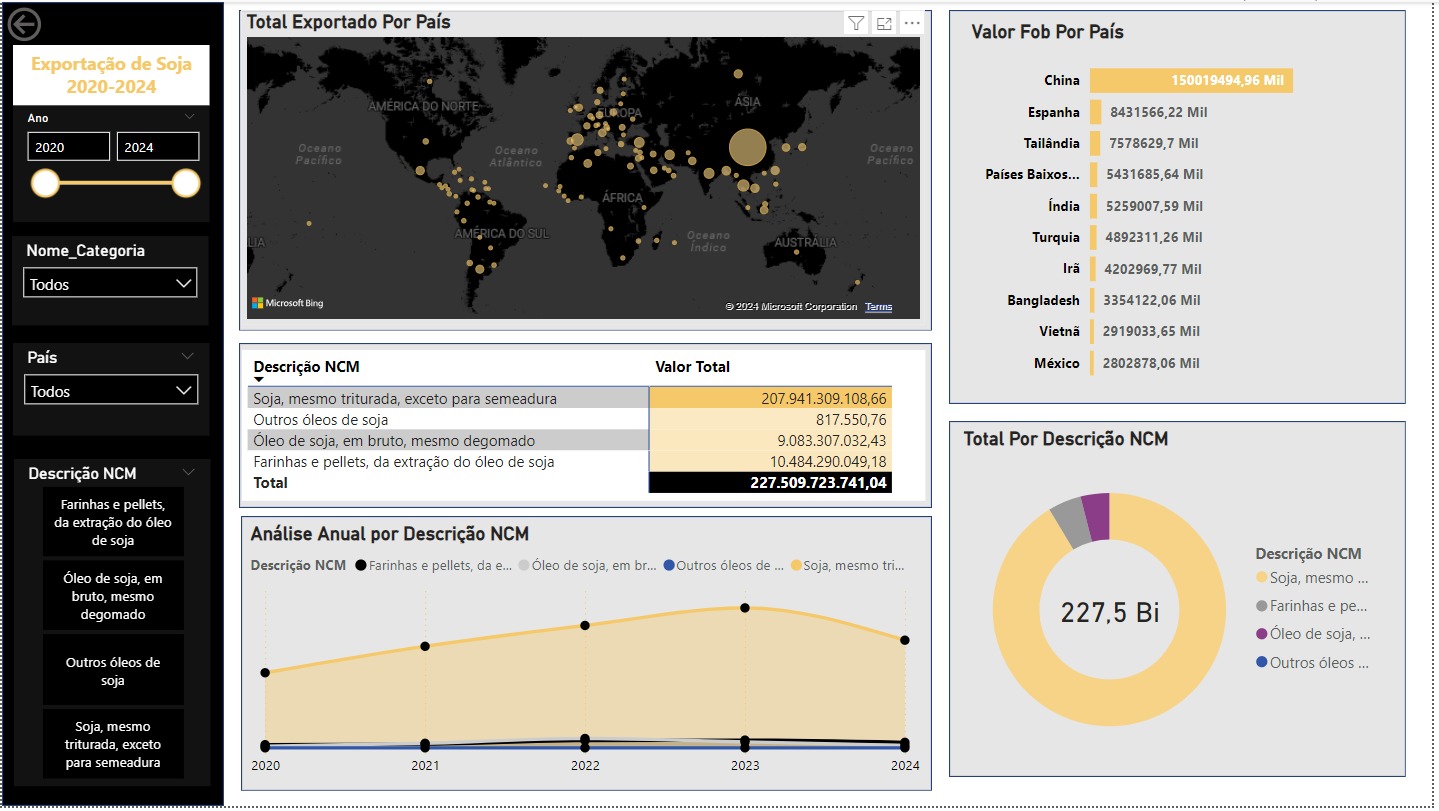 Exportação de Soja
2020-2024
Ano
2020 2024
Nome_Categoria
Todos
País
Todos
Descrição NCM
Farinhas e pellets,
da extração do óleo
de soja
Óleo de soja, em
bruto, mesmo
degomado
Outros óleos de
soja
Soja, mesmo
triturada, exceto
para semeadura
Total Exportado Por País
AMÉRICA DO NORTE
EUROPA
ÁSIA
Oceano
Pacífico
Oceano
Atlântico
Oceano
Pacífico
ÁFRICA
AMÉRICA DO SUL
Oceano
Índico
AUSTRÁLIA
LIA
Microsoft Bing
© 2024 Microsoft Corporation Terms
Descrição NCM Valor Total
Soja, mesmo triturada, exceto para semeadura 207.941.309.108,66
Outros óleos de soja 817.550,76
Óleo de soja, em bruto, mesmo degomado 9.083.307.032,43
Farinhas e pellets, da extração do óleo de soja 10.484.290.049,18
Total 227.509.723.741,04
Análise Anual por Descrição NCM
Descrição NCM Farinhas e pellets, da e... Óleo de soja, em br... Outros óleos de ... Soja, mesmo tri...
2020 2021 2022 2023 2024
Valor Fob Por País
China 150019494,96 Mil
Espanha 8431566,22 Mil
Tailândia 7578629,7 Mil
Países Baixos... 5431685,64 Mil
Índia 5259007,59 Mil
Turquia 4892311,26 Mil
Irã 4202969,77 Mil
Bangladesh 3354122,06 Mil
Vietnã 2919033,65 Mil
México 2802878,06 Mil
Total Por Descrição NCM
227,5 Bi
Descrição NCM
Soja, mesmo ...
Farinhas e pe...
Óleo de soja, ...
Outros óleos ...